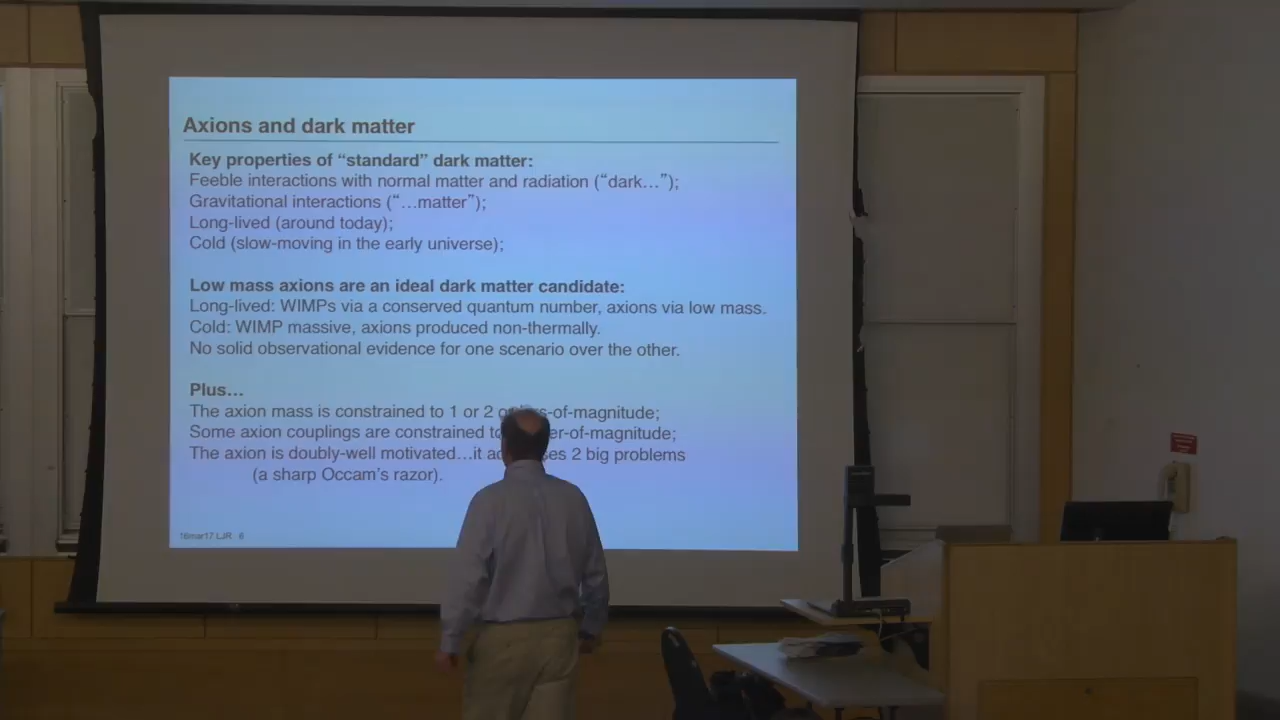 Axions and dark matter
Key properties of “standard” dark matter:
Feeble interactions with normal matter and radiation (“dark...”);
Gravitational interactions (“...matter”);
Long-lived (around today);
Cold (slow-moving in the early universe);
Low mass axions are an ideal dark matter candidate:
Long-lived: WIMPs via a conserved quantum number, axions via low mass.
Cold: WIMP massive, axions produced non-thermally.
No solid observational evidence for one scenario over the other.
Plus...
The axion mass is constrained to 1 or 2 -of-magnitude;
Some axion couplings are constrained -of-magnitude;
The axion is doubly-well motivated...it 2 big problems
(a sharp Occam’s razor).
16mar17 LJR 6